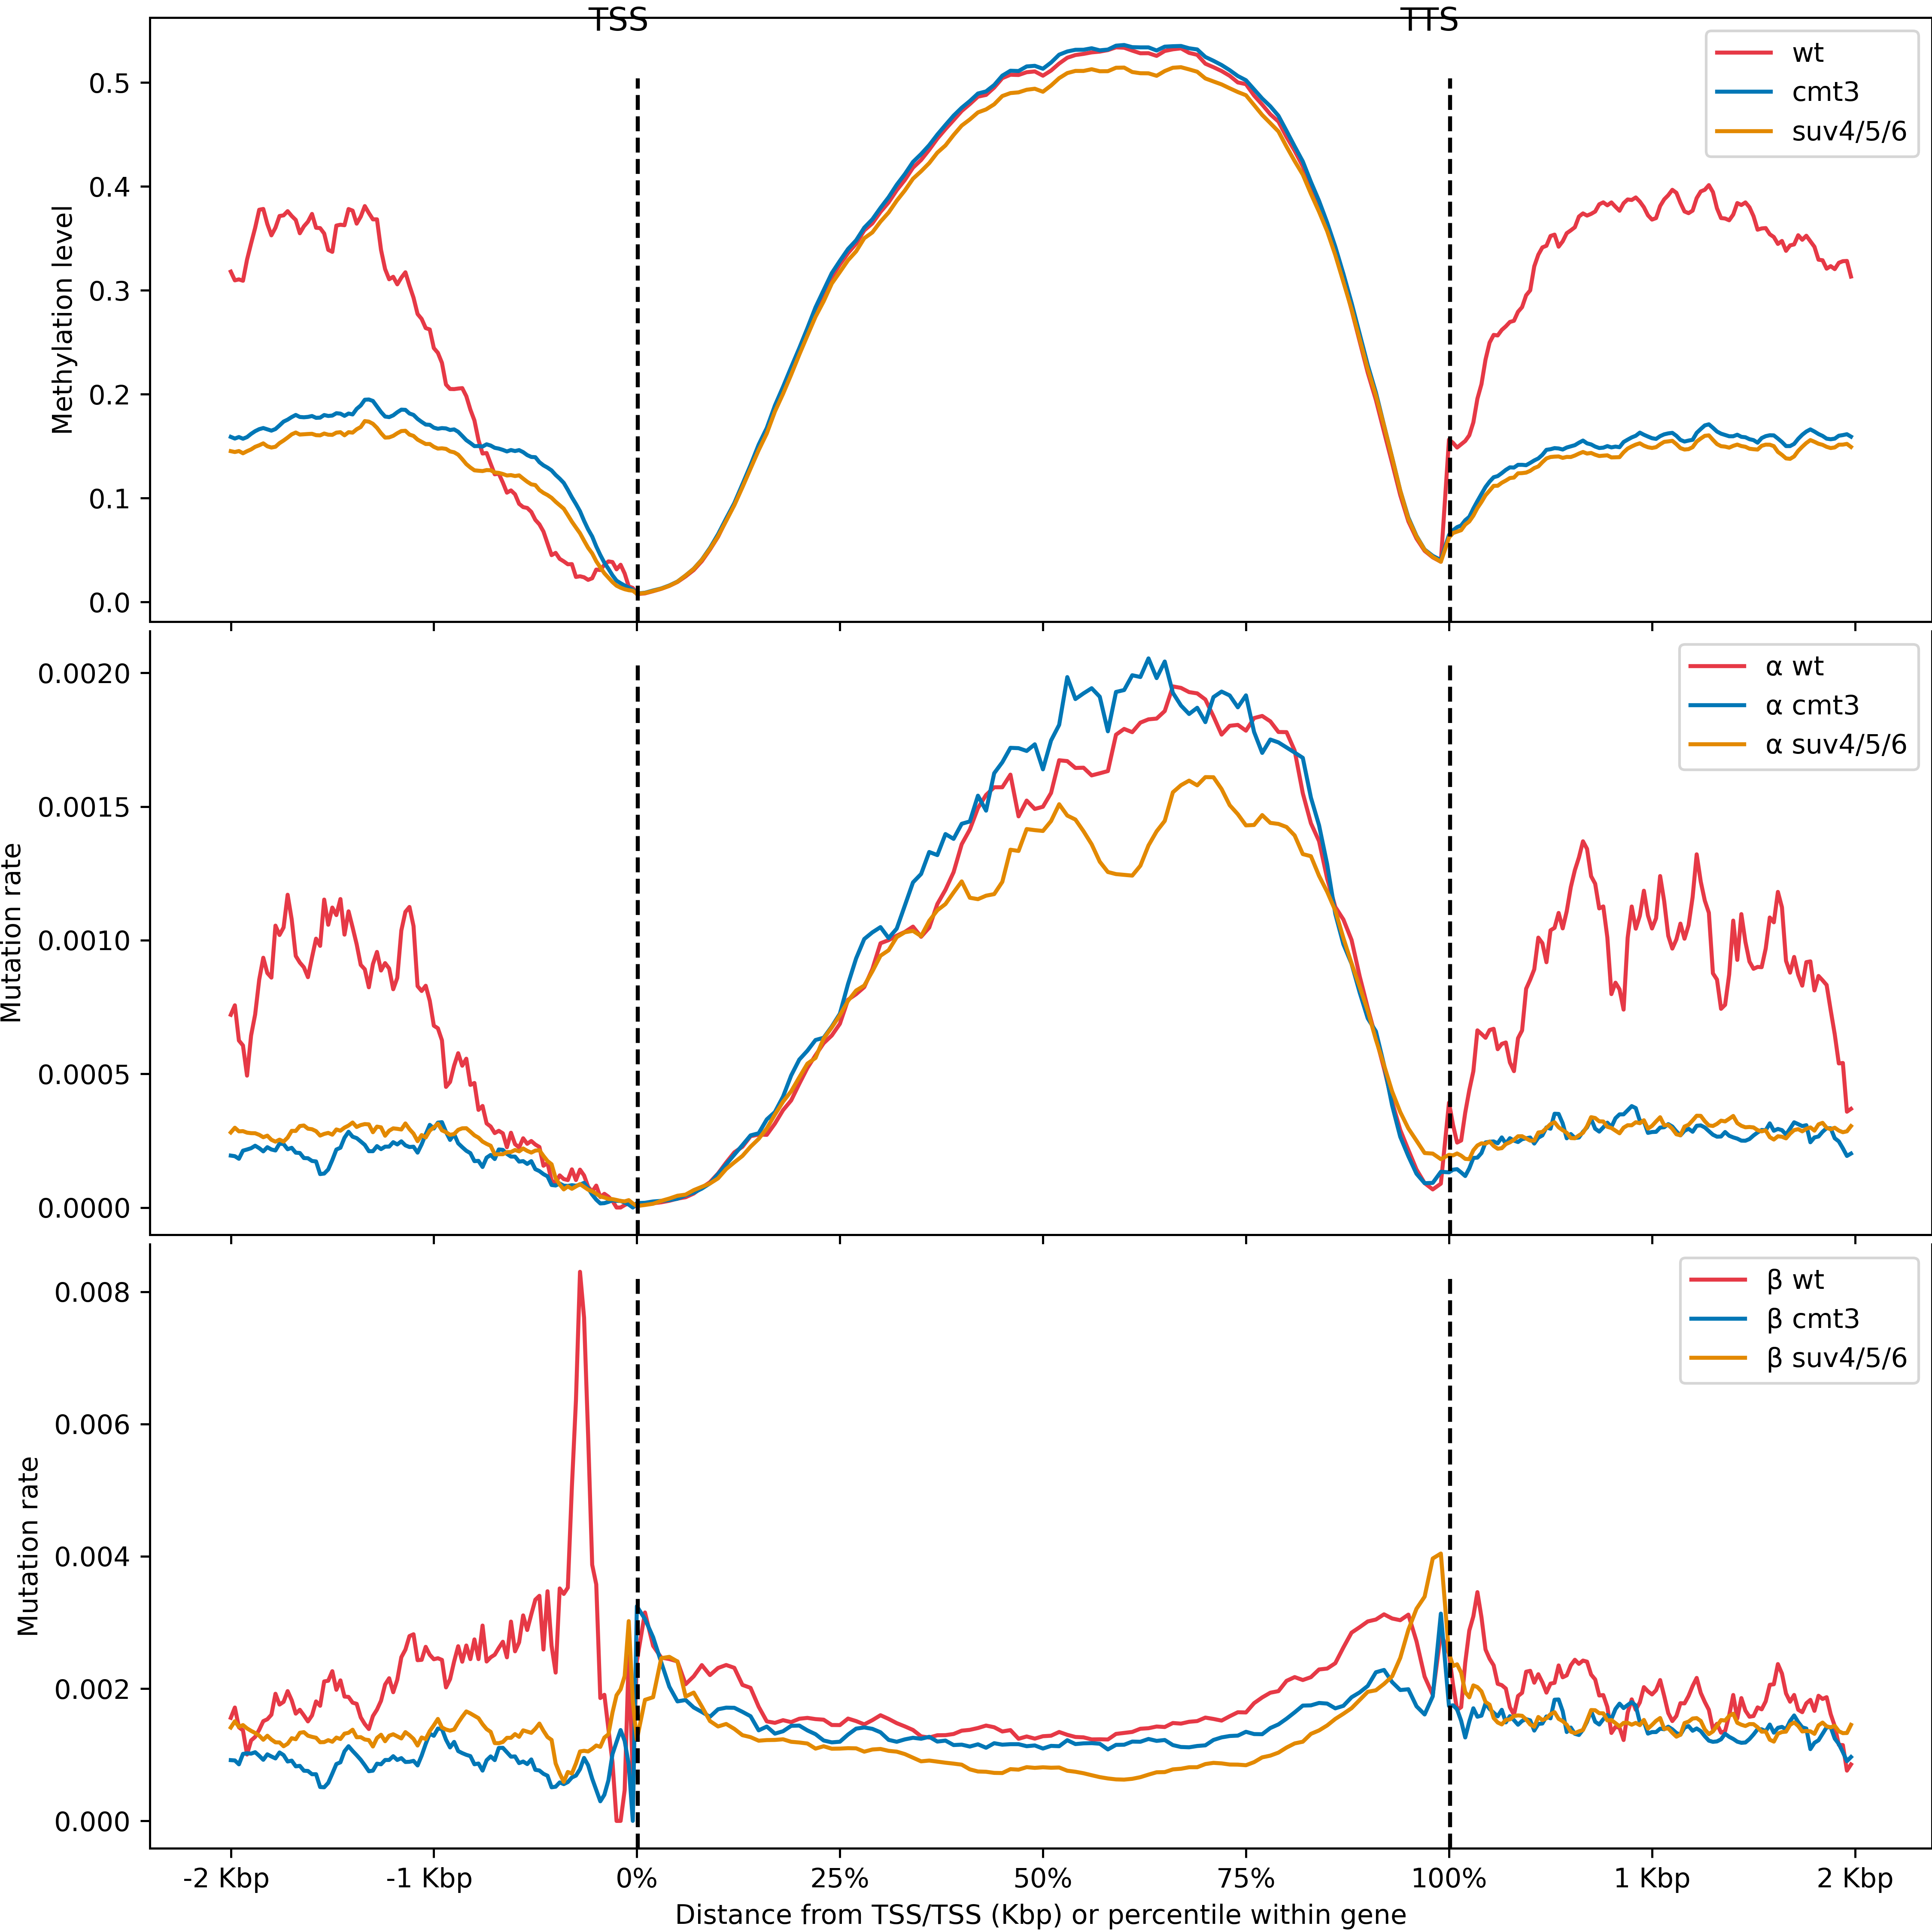 TSS
TTS
0.5
0.4
0.3
0.2
0.1
0.0
Methylation level
wt
cmt3
suv4/5/6
0.0020
0.0015
0.0010
0.0005
0.0000
Mutation rate
α wt
α cmt3
α suv4/5/6
0.008
0.006
0.004
0.002
0.000
Mutation rate
β wt
β cmt3
β suv4/5/6
-2 Kbp
-1 Kbp
0%
25%
50%
75%
100%
1 Kbp
2 Kbp
Distance from TSS/TSS (Kbp) or percentile within gene